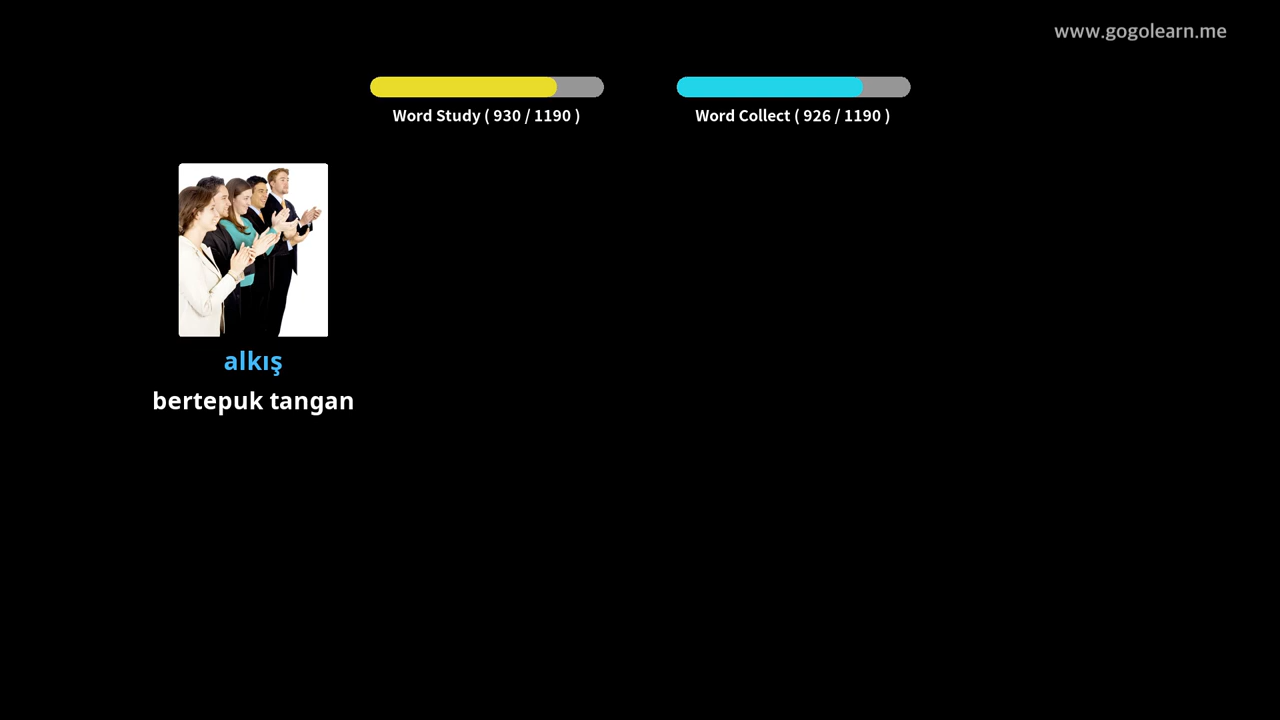 www.gogolearn.me
Word Study ( 930 / 1190 )
Word Collect ( 926 / 1190 )
alkış
bertepuk tangan